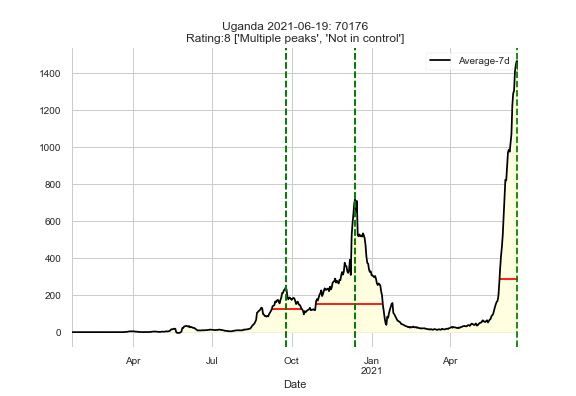 Uganda 2021-06-19: 70176
Rating:8 ['Multiple peaks', 'Not in control']
Average-7d
1400
1200
1000
800
600
400
200
0
Apr
Jul
Oct
Jan
2021
Apr
Date